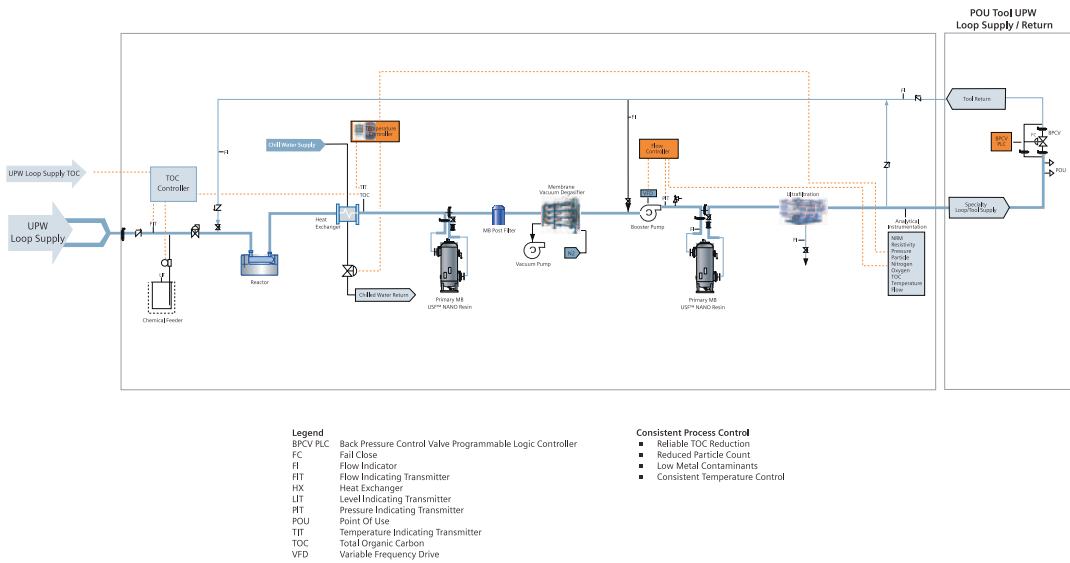 POU Tool UPW
Loop Supply / Return
FI
Tool Return
Temperature
Controller
Chill Water Supply
FI
FI
Flow
Controller
BPCV
PLC
FC
BPCV
POU
UPW Loop Supply TOC
TOC
Controller
TIT
TOC
Membrane
Vacuum Degasifier
VFD
PIT
Ultrafiltration
UPW
Loop Supply
FIT
Heat
Exchanger
MB Post Filter
Booster Pump
FI
FI
Specialty
Loop/Tool Supply
Analytical
Instrumentation
NRM
Resistivity
Pressure
Particle
Nitrogen
Oxygen
TOC
Temperature
Flow
N2
Vacuum Pump
LIT
Reactor
Chilled Water Return
Chemical Feeder
Primary MB
USF™ NANO Resin
Primary MB
USF™ NANO Resin
Legend
BPCV PLC Back Pressure Control Valve Programmable Logic Controller
FC Fail Close
FI Flow Indicator
FIT Flow Indicating Transmitter
HX Heat Exchanger
LIT Level Indicating Transmitter
PIT Pressure Indicating Transmitter
POU Point Of Use
TIT Temperature Indicating Transmitter
TOC Total Organic Carbon
VFD Variable Frequency Drive
Consistent Process Control
■ Reliable TOC Reduction
■ Reduced Particle Count
■ Low Metal Contaminants
■ Consistent Temperature Control